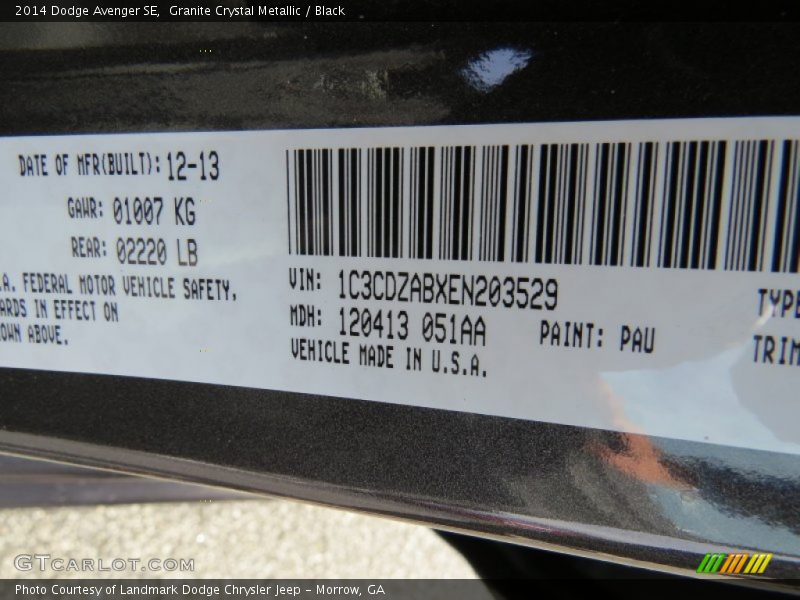 2014 Dodge Avenger SE,  Granite Crystal Metallic / Black
DATE OF MFR(BUILT): 12-13
GAWR: 01007 KG
REAR: 02220 LB
.A. FEDERAL MOTOR VEHICLE SAFETY,
ARDS IN EFFECT ON
OWN ABOVE.
VIN: 1C3CDZABXEN203529
MDH: 120413 051AA
PAINT: PAU
VEHICLE MADE IN U.S.A.
TYPE
TRIM
GTCARLOT.COM
Photo Courtesy of Landmark Dodge Chrysler Jeep – Morrow, GA